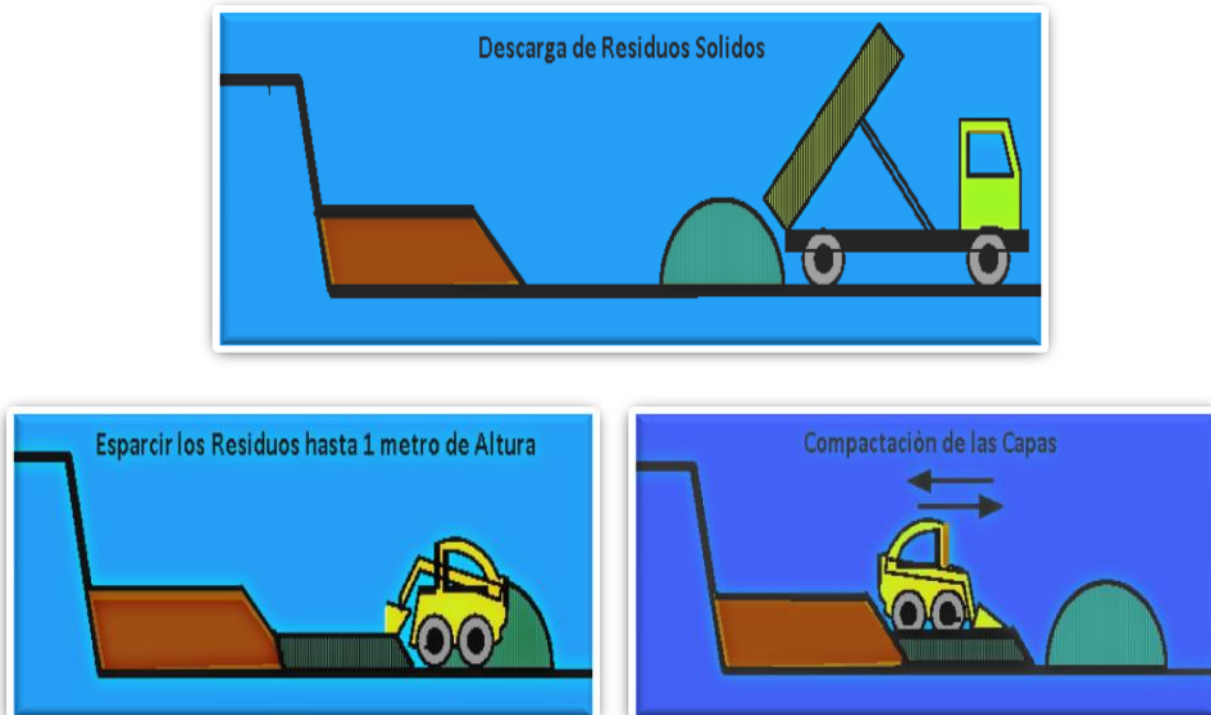 Descarga de Residuos Solidos
Esparcir los Residuos hasta 1 metro de Altura
Compactaciòn de las Capas